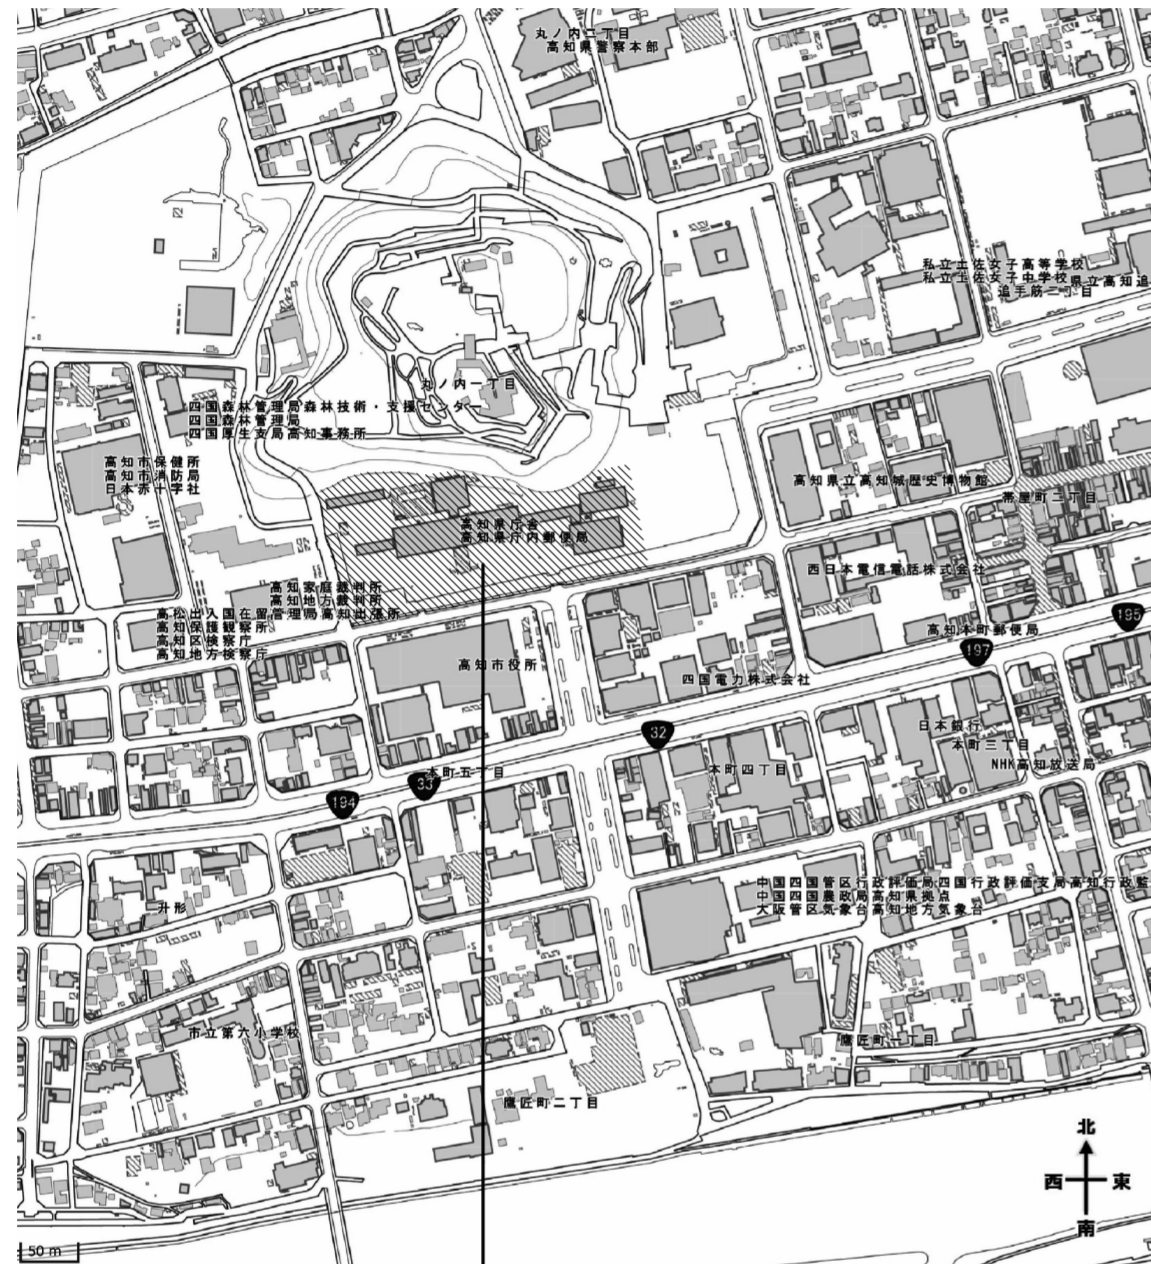 丸ノ内二丁目
高知県警察本部
私立土佐女子高等学校
私立土佐女子中学校
県立高知追
追手筋二丁目
丸ノ内一丁目
四国森林管理局森林技術・支援センター
四国森林管理局
四国厚生支局高知事務所
高知市保健所
高知市消防局
日本赤十字社
高知県立高知城歴史博物館
帯屋町二丁目
高知県庁舎
高知県庁内郵便局
西日本電信電話株式会社
高知家庭裁判所
高知地方裁判所
高松出入国在留管理局高知出張所
高知保護観察所
高知区検察庁
高知地方検察庁
195
高知本町郵便局
197
高知市役所
四国電力株式会社
32
日本銀行
本町三丁目
NHK高知放送局
本町五丁目
33
本町四丁目
194
中国四国管区行政評価局四国行政評価支局高知行政監
中国四国農政局高知県拠点
大阪管区気象台高知地方気象台
升形
市立第六小学校
鷹匠町一丁目
鷹匠町二丁目
北
西 東
南
50 m